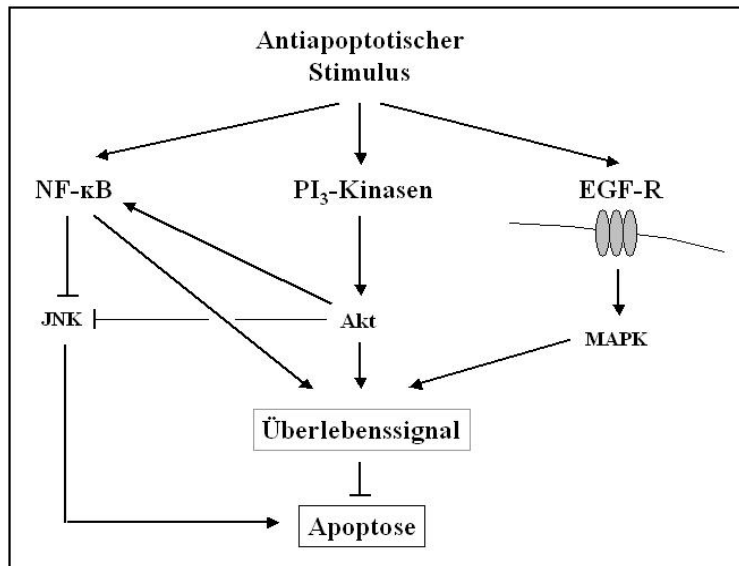 Antiapoptotischer
Stimulus
NF-κB
PI₃-Kinasen
EGF-R
JNK
Akt
MAPK
Überlebenssignal
Apoptose